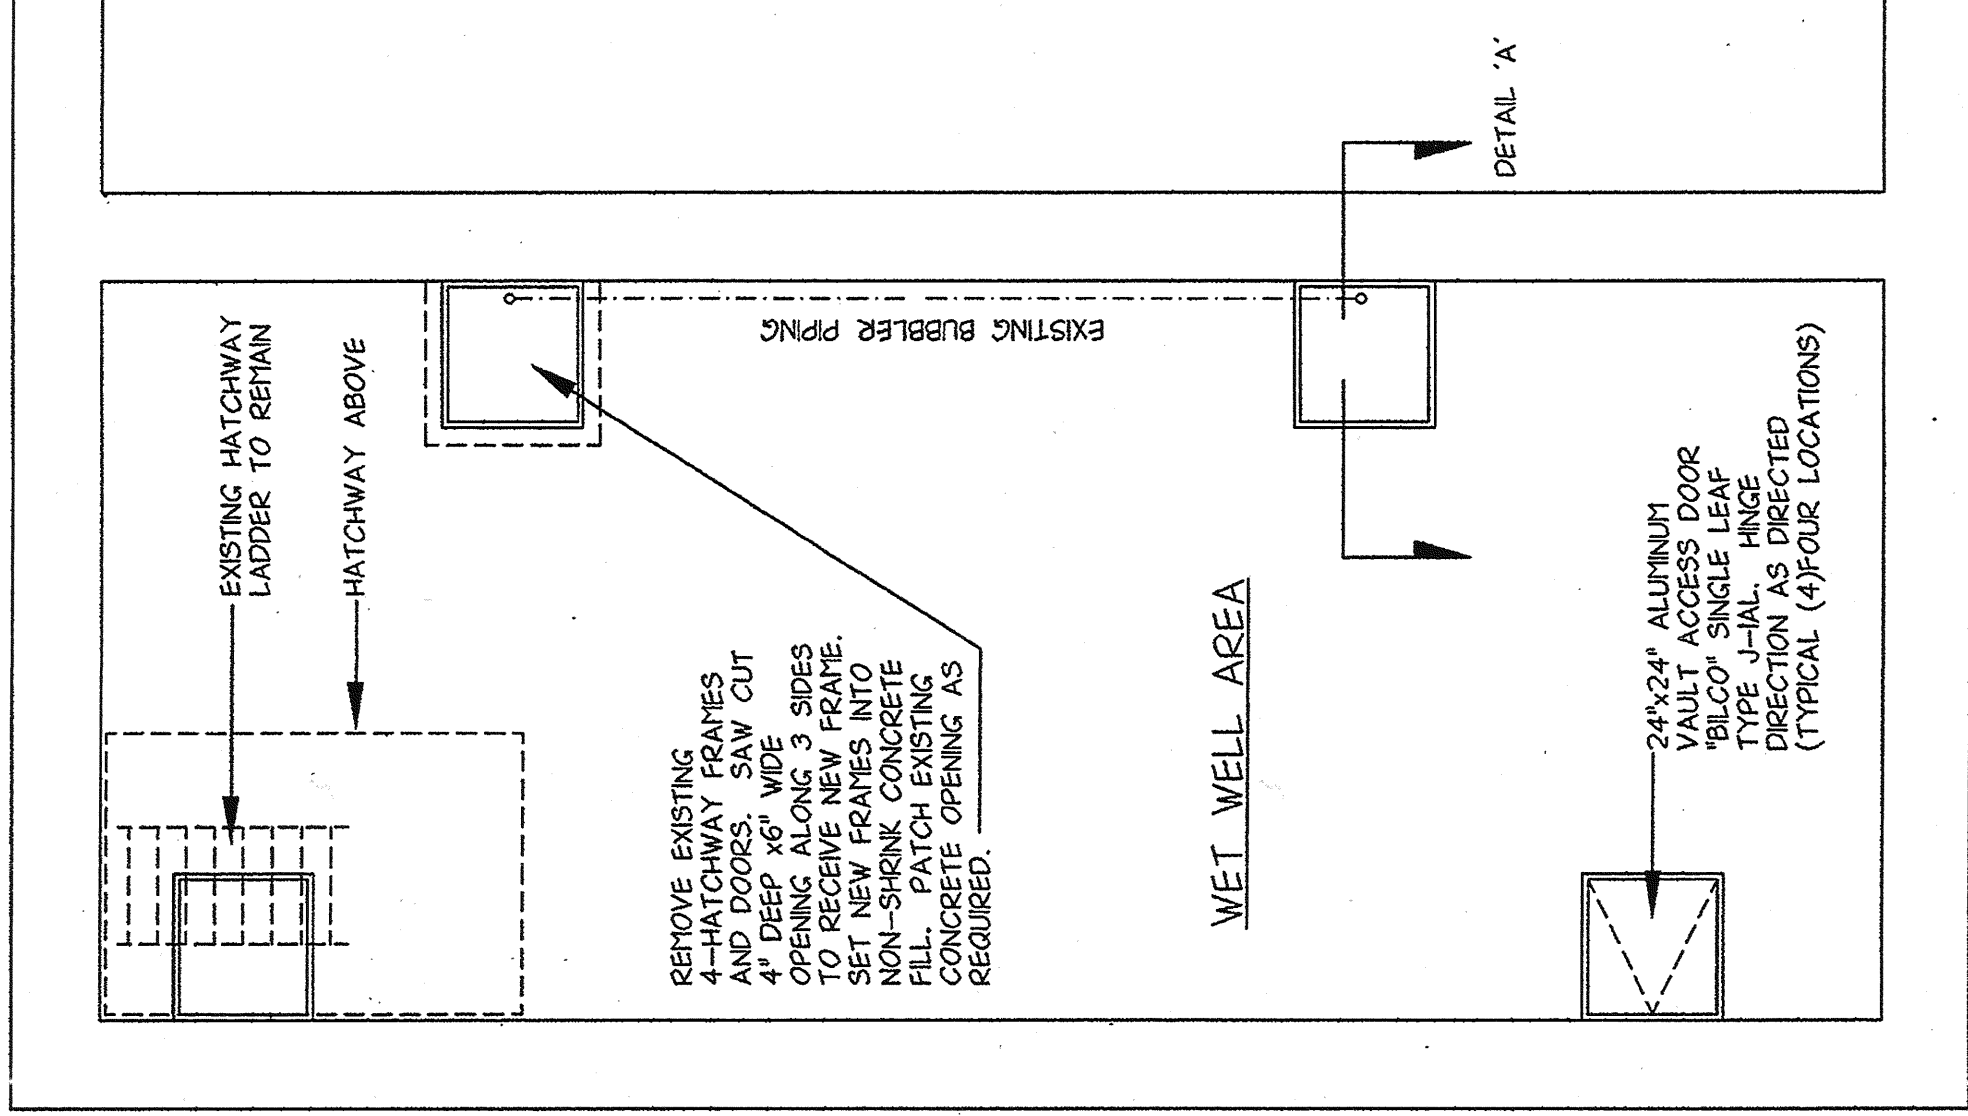 EXISTING HATCHWAY
LADDER TO REMAIN
HATCHWAY ABOVE
REMOVE EXISTING
4-HATCHWAY FRAMES
AND DOORS. SAW CUT
4" DEEP x6" WIDE
OPENING ALONG 3 SIDES
TO RECEIVE NEW FRAME.
SET NEW FRAMES INTO
NON-SHRINK CONCRETE
FILL. PATCH EXISTING
CONCRETE OPENING AS
REQUIRED.
EXISTING BUBBLER PIPING
WET WELL AREA
DETAIL 'A'
24"x24" ALUMINUM
VAULT ACCESS DOOR
"BILCO" SINGLE LEAF
TYPE J-1AL. HINGE
DIRECTION AS DIRECTED
(TYPICAL (4)FOUR LOCATIONS)